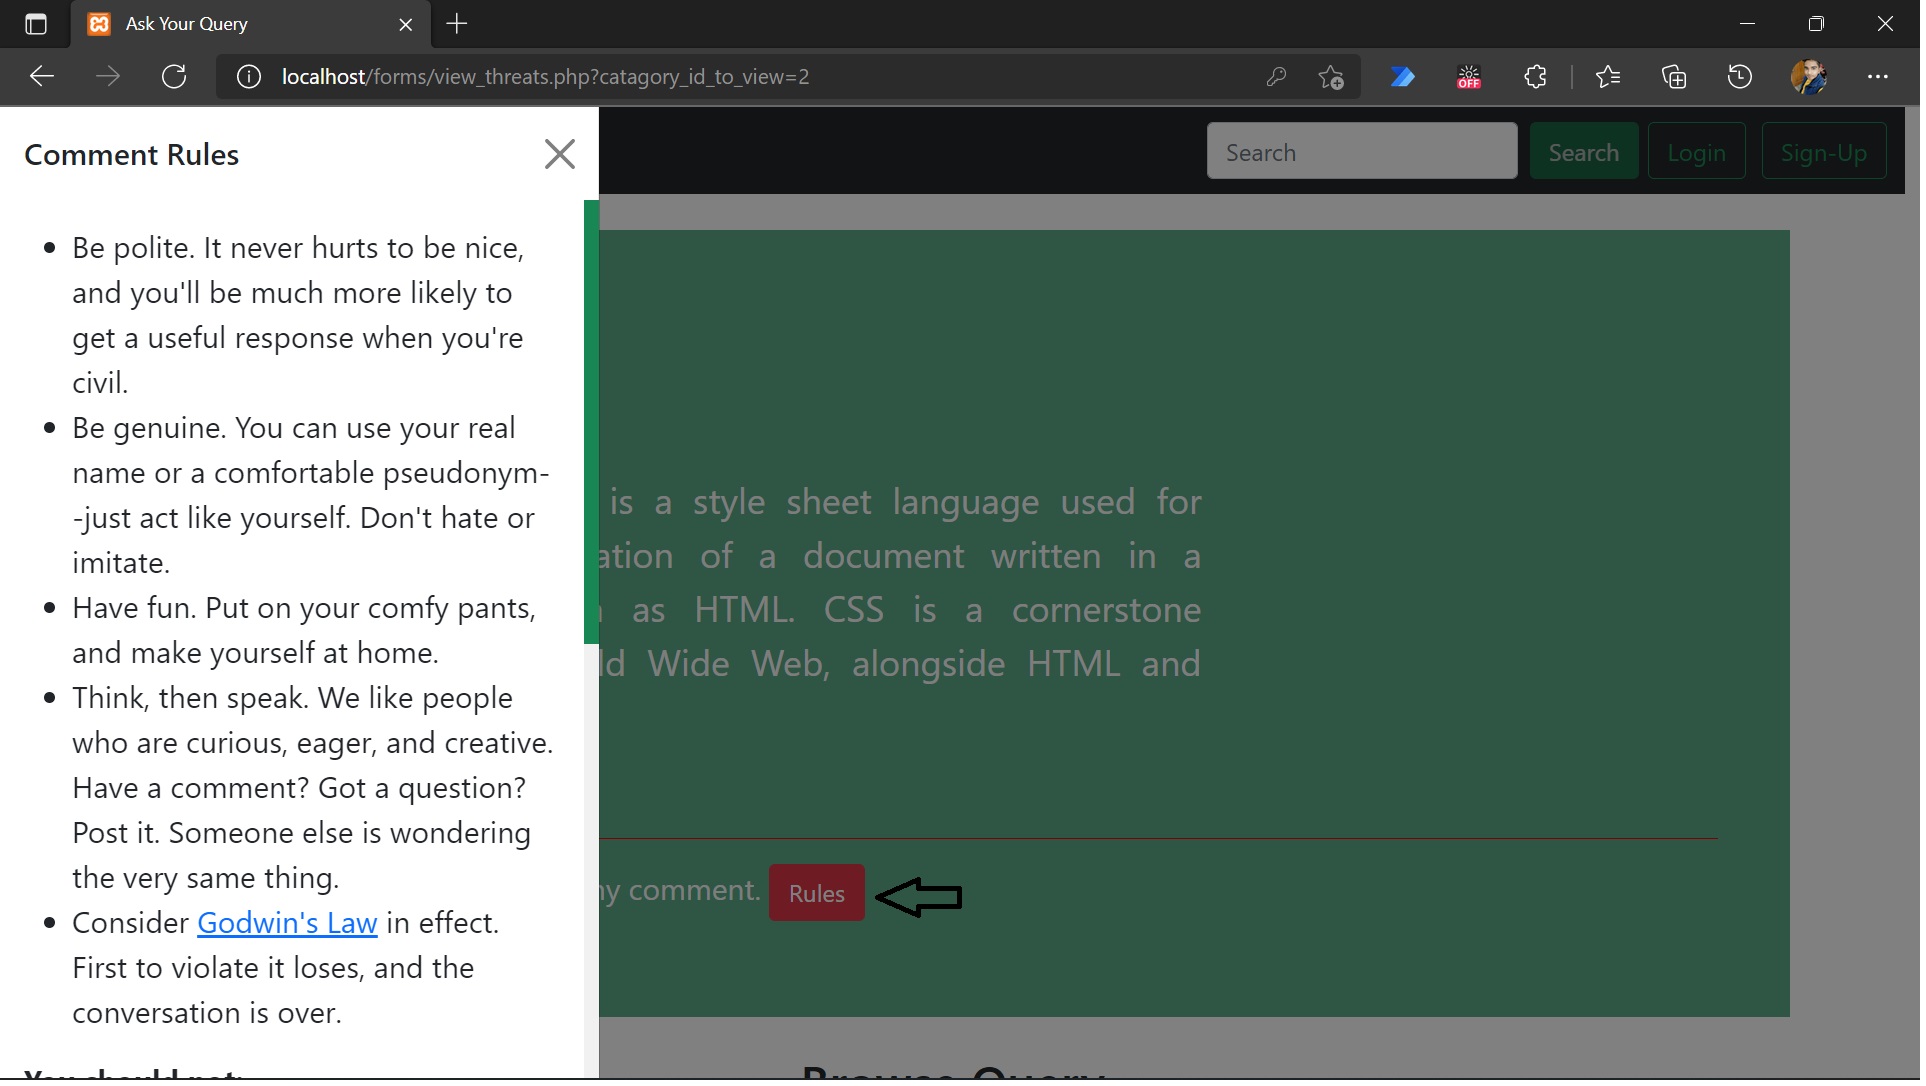 Ask Your Query
localhost/forms/view_threats.php?catagory_id_to_view=2
OFF
Comment Rules
Search
Search
Login
Sign-Up
• Be polite. It never hurts to be nice,
and you'll be much more likely to
get a useful response when you're
civil.
• Be genuine. You can use your real
name or a comfortable pseudonym-
-just act like yourself. Don't hate or
imitate.
• Have fun. Put on your comfy pants,
and make yourself at home.
• Think, then speak. We like people
who are curious, eager, and creative.
Have a comment? Got a question?
Post it. Someone else is wondering
the very same thing.
• Consider Godwin's Law in effect.
First to violate it loses, and the
conversation is over.
You should not:
is a style sheet language used for
ation of a document written in a
as HTML. CSS is a cornerstone
ld Wide Web, alongside HTML and
y comment.
Rules
Browse Query